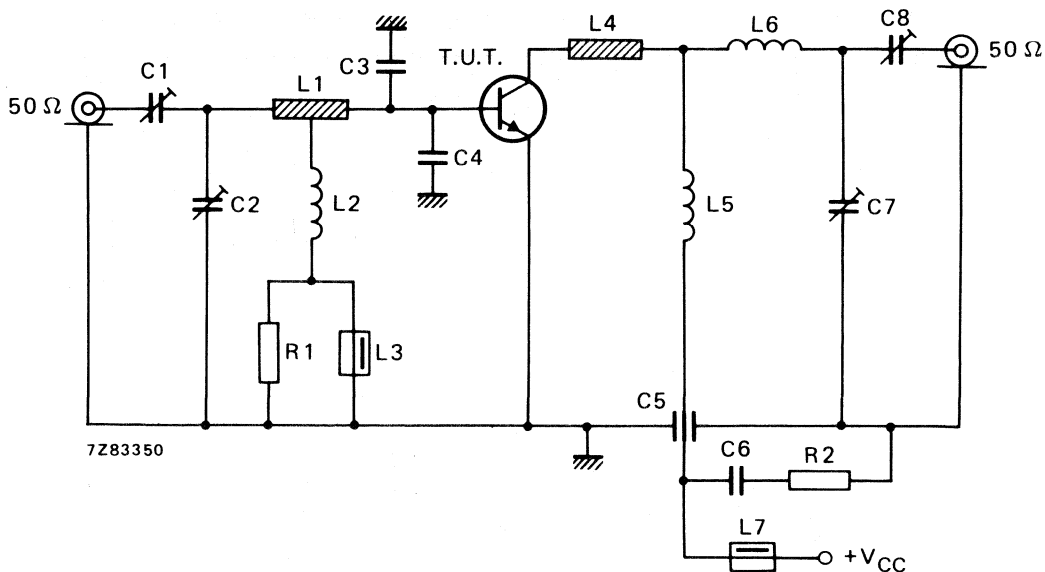 C8
L4
L6
50 Ω
T.U.T.
C3
C1
L1
50 Ω
C4
C2
L2
L5
C7
R1
L3
C5
7Z83350
C6
R2
L7
+VCC